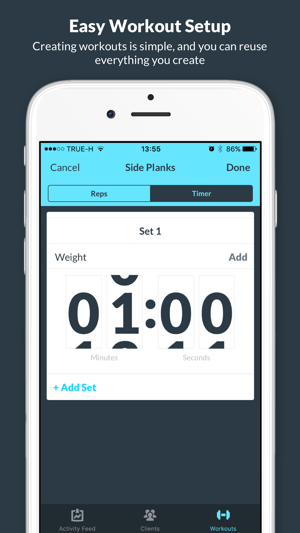 Easy Workout Setup
Creating workouts is simple, and you can reuse
everything you create
TRUE-H 13:55 86%
Cancel Side Planks Done
Reps Timer
Set 1
Weight Add
01:00
Minutes Seconds
+ Add Set
Activity Feed Clients Workouts